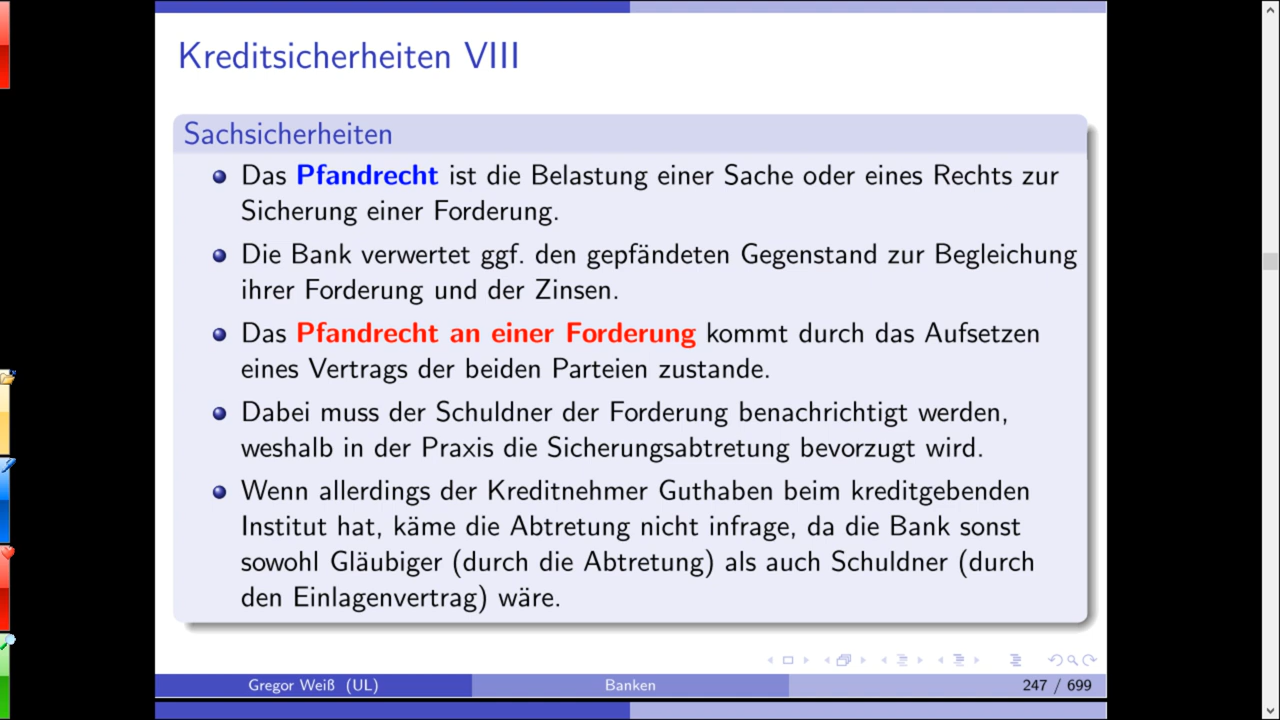 Kreditsicherheiten VIII
Sachsicherheiten
Das Pfandrecht ist die Belastung einer Sache oder eines Rechts zur
Sicherung einer Forderung.
Die Bank verwertet ggf. den gepfändeten Gegenstand zur Begleichung
ihrer Forderung und der Zinsen.
Das Pfandrecht an einer Forderung kommt durch das Aufsetzen
eines Vertrags der beiden Parteien zustande.
Dabei muss der Schuldner der Forderung benachrichtigt werden,
weshalb in der Praxis die Sicherungsabtretung bevorzugt wird.
Wenn allerdings der Kreditnehmer Guthaben beim kreditgebenden
Institut hat, käme die Abtretung nicht infrage, da die Bank sonst
sowohl Gläubiger (durch die Abtretung) als auch Schuldner (durch
den Einlagenvertrag) wäre.
Gregor Weiß (UL) Banken 247 / 699